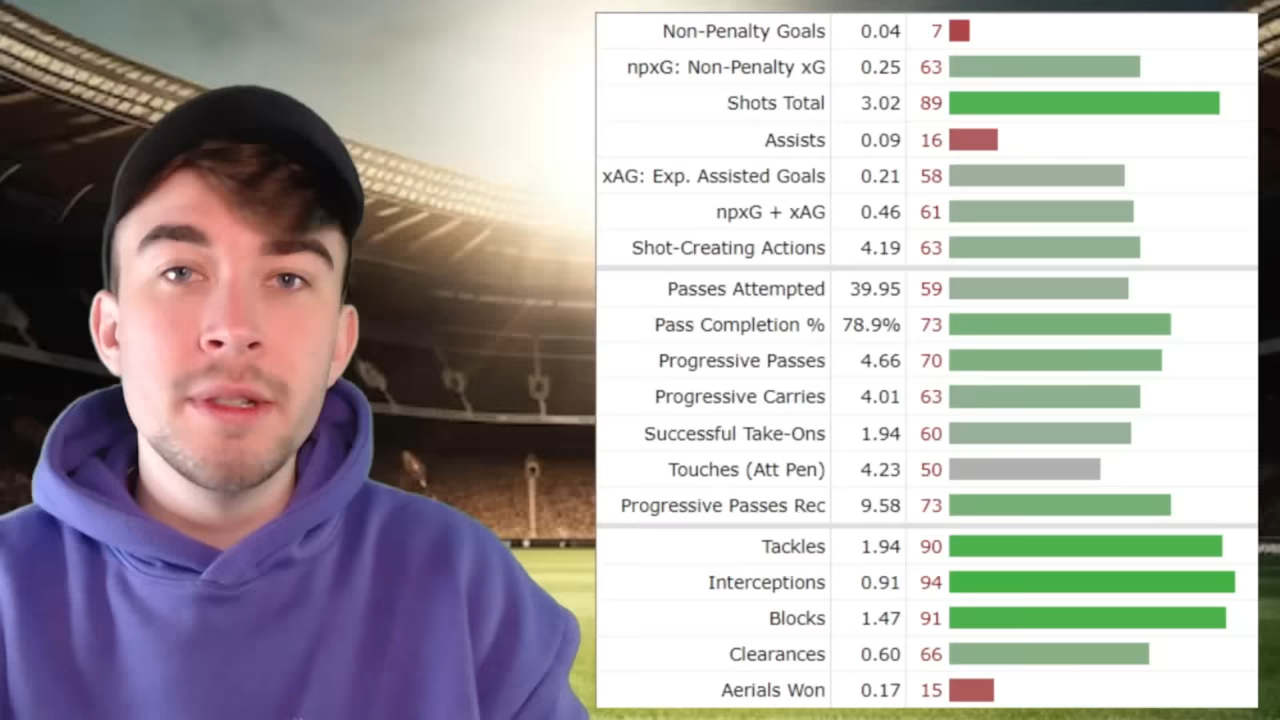 Non-Penalty Goals 0.04 7
npxG: Non-Penalty xG 0.25 63
Shots Total 3.02 89
Assists 0.09 16
xAG: Exp. Assisted Goals 0.21 58
npxG + xAG 0.46 61
Shot-Creating Actions 4.19 63
Passes Attempted 39.95 59
Pass Completion % 78.9% 73
Progressive Passes 4.66 70
Progressive Carries 4.01 63
Successful Take-Ons 1.94 60
Touches (Att Pen) 4.23 50
Progressive Passes Rec 9.58 73
Tackles 1.94 90
Interceptions 0.91 94
Blocks 1.47 91
Clearances 0.60 66
Aerials Won 0.17 15